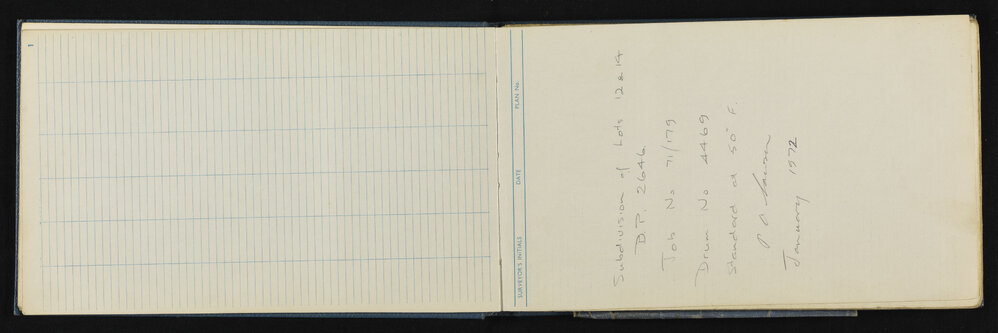 1
SURVEYOR'S INITIALS DATE PLAN No.
Subdivision of Lots 12 & 14
D.P. 2646
Job No 71/179
Drum No 4469
Standard at 50° F.
January 1972